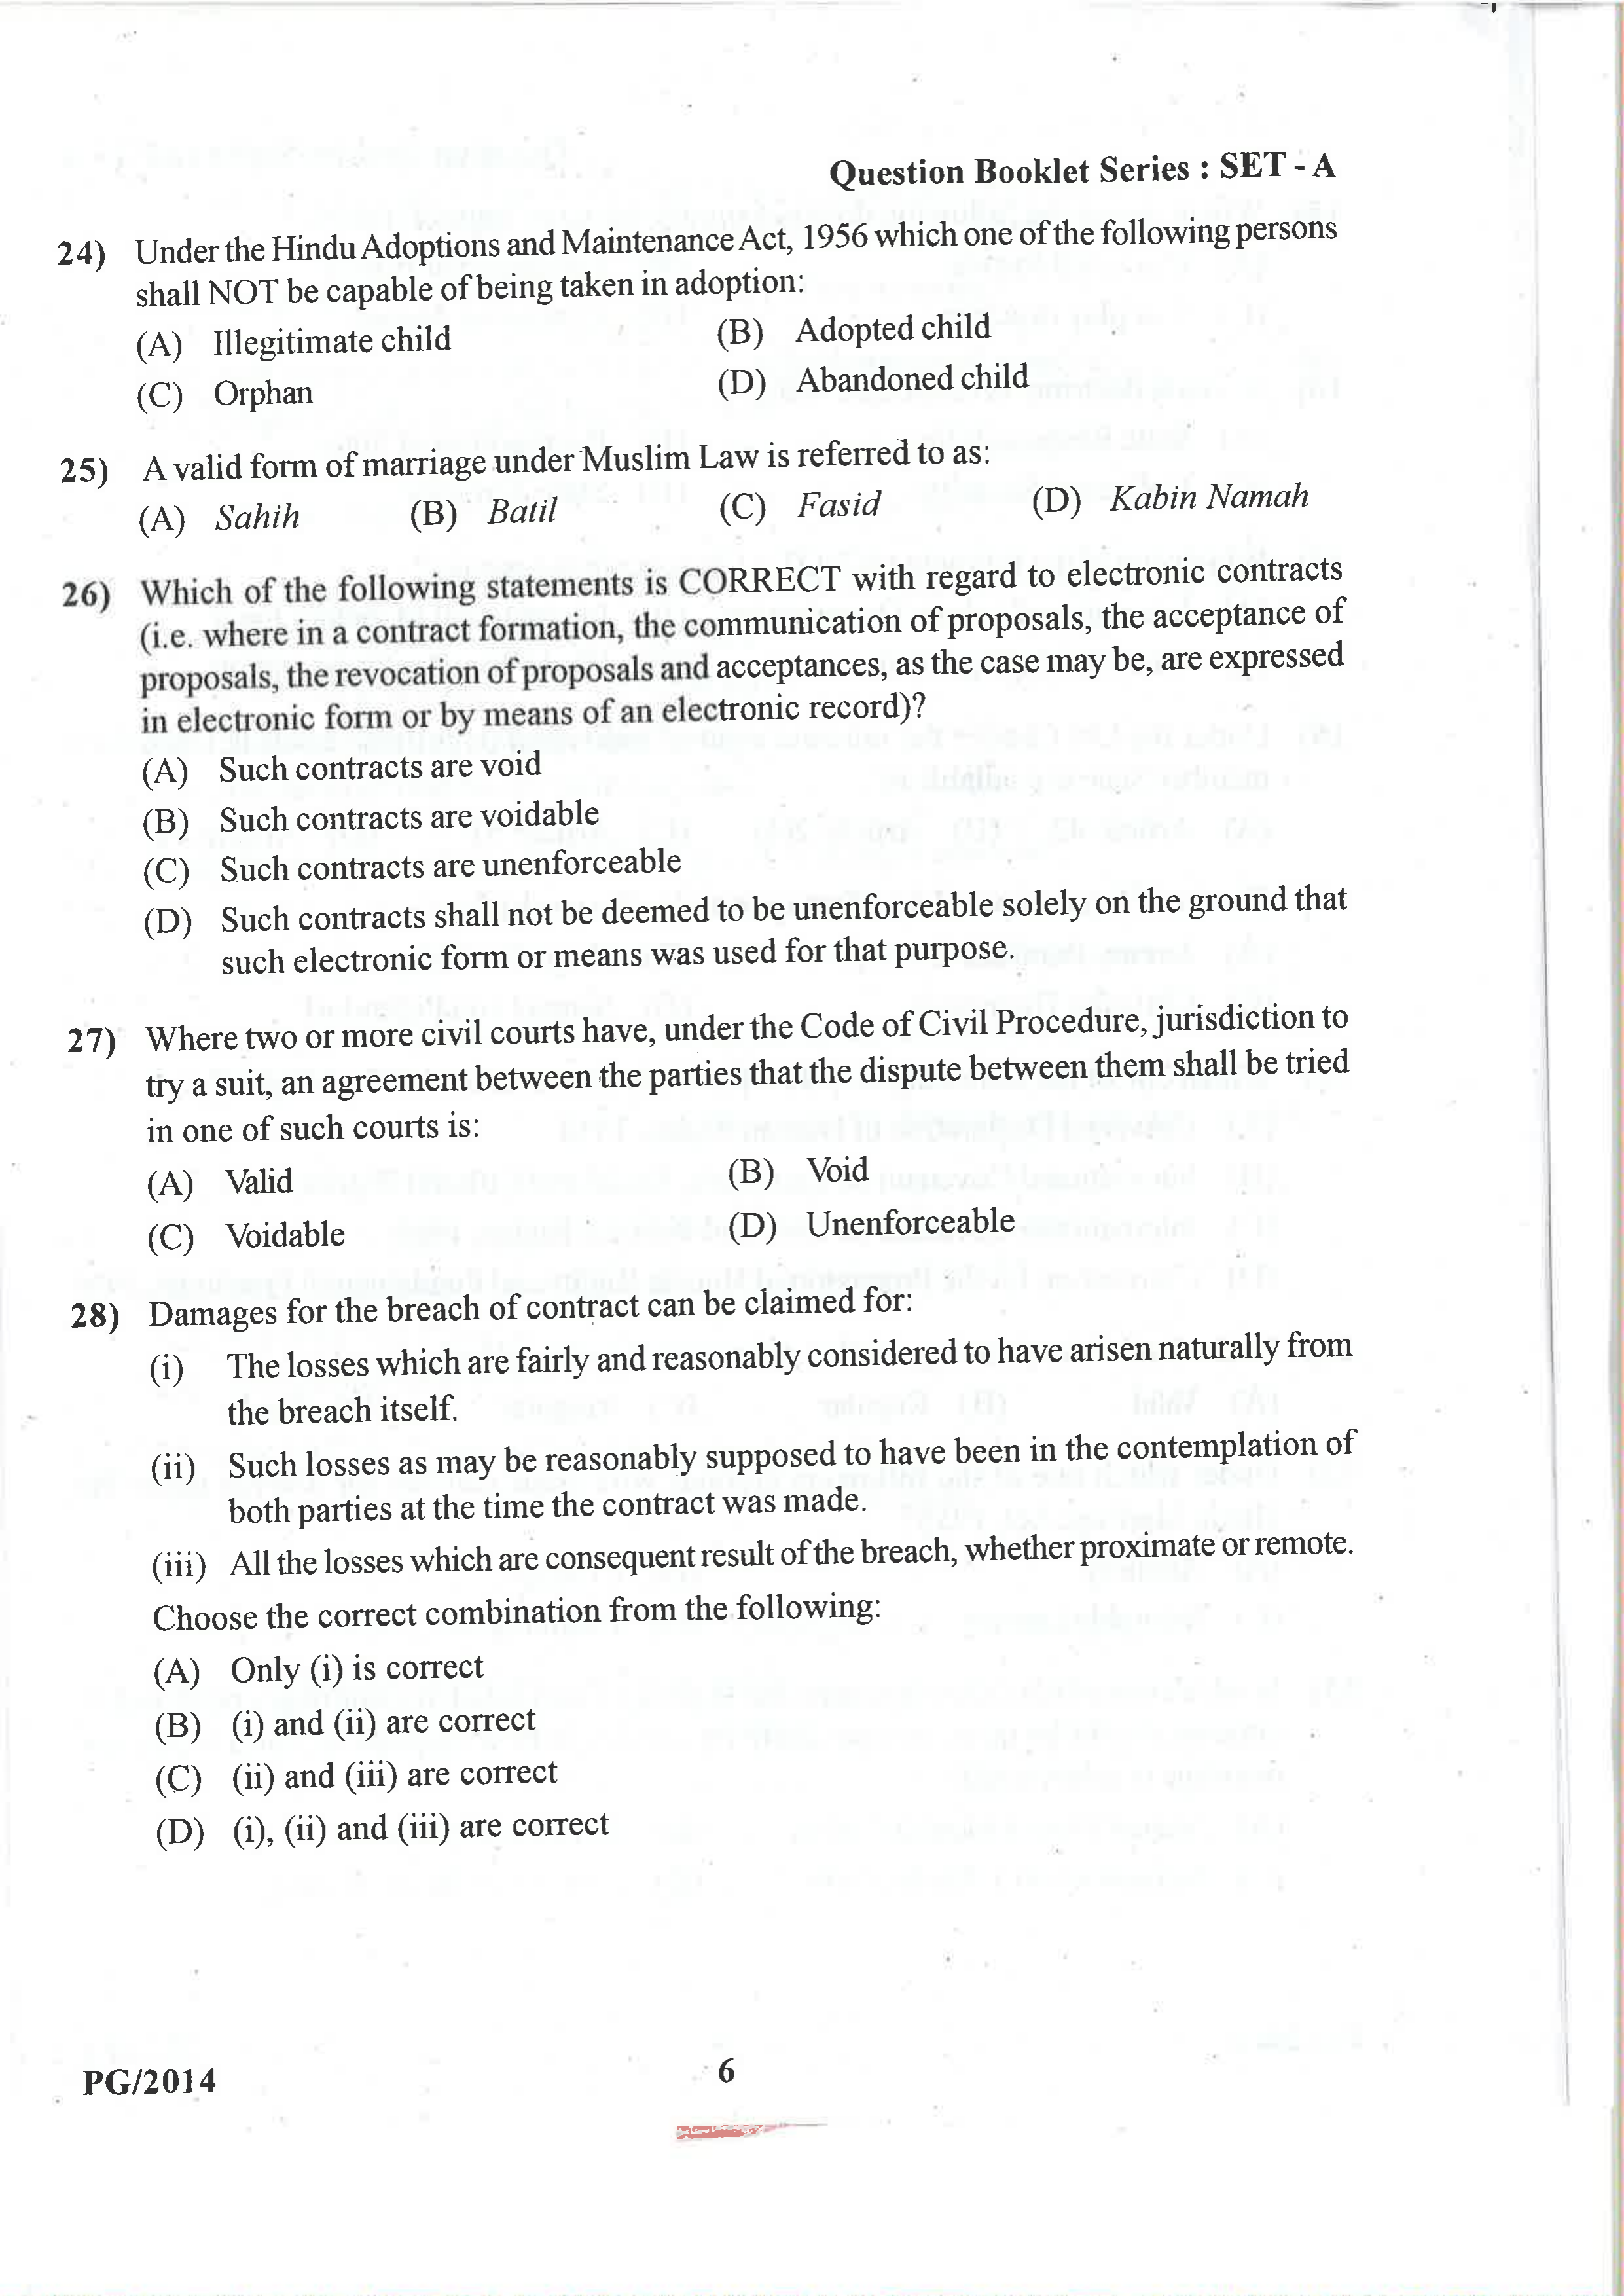 Question Booklet Series : SET - A
24) Under the Hindu Adoptions and Maintenance Act, 1956 which one of the following persons
shall NOT be capable of being taken in adoption:
(A) Illegitimate child (B) Adopted child
(C) Orphan (D) Abandoned child
25) A valid form of marriage under Muslim Law is referred to as:
(A) Sahih (B) Batil (C) Fasid (D) Kabin Namah
26) Which of the following statements is CORRECT with regard to electronic contracts
(i.e. where in a contract formation, the communication of proposals, the acceptance of
proposals, the revocation of proposals and acceptances, as the case may be, are expressed
in electronic form or by means of an electronic record)?
(A) Such contracts are void
(B) Such contracts are voidable
(C) Such contracts are unenforceable
(D) Such contracts shall not be deemed to be unenforceable solely on the ground that
such electronic form or means was used for that purpose.
27) Where two or more civil courts have, under the Code of Civil Procedure, jurisdiction to
try a suit, an agreement between the parties that the dispute between them shall be tried
in one of such courts is:
(A) Valid (B) Void
(C) Voidable (D) Unenforceable
28) Damages for the breach of contract can be claimed for:
(i) The losses which are fairly and reasonably considered to have arisen naturally from
the breach itself.
(ii) Such losses as may be reasonably supposed to have been in the contemplation of
both parties at the time the contract was made.
(iii) All the losses which are consequent result of the breach, whether proximate or remote.
Choose the correct combination from the following:
(A) Only (i) is correct
(B) (i) and (ii) are correct
(C) (ii) and (iii) are correct
(D) (i), (ii) and (iii) are correct
PG/2014 6